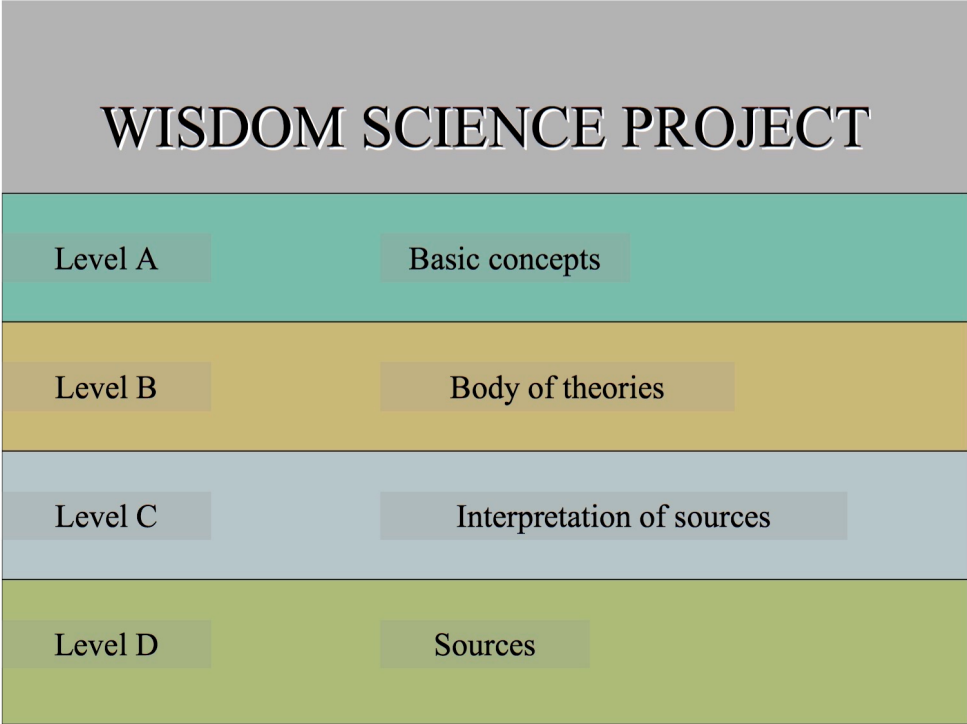 WISDOM SCIENCE PROJECT
Level A Basic concepts
Level B Body of theories
Level C Interpretation of sources
Level D Sources